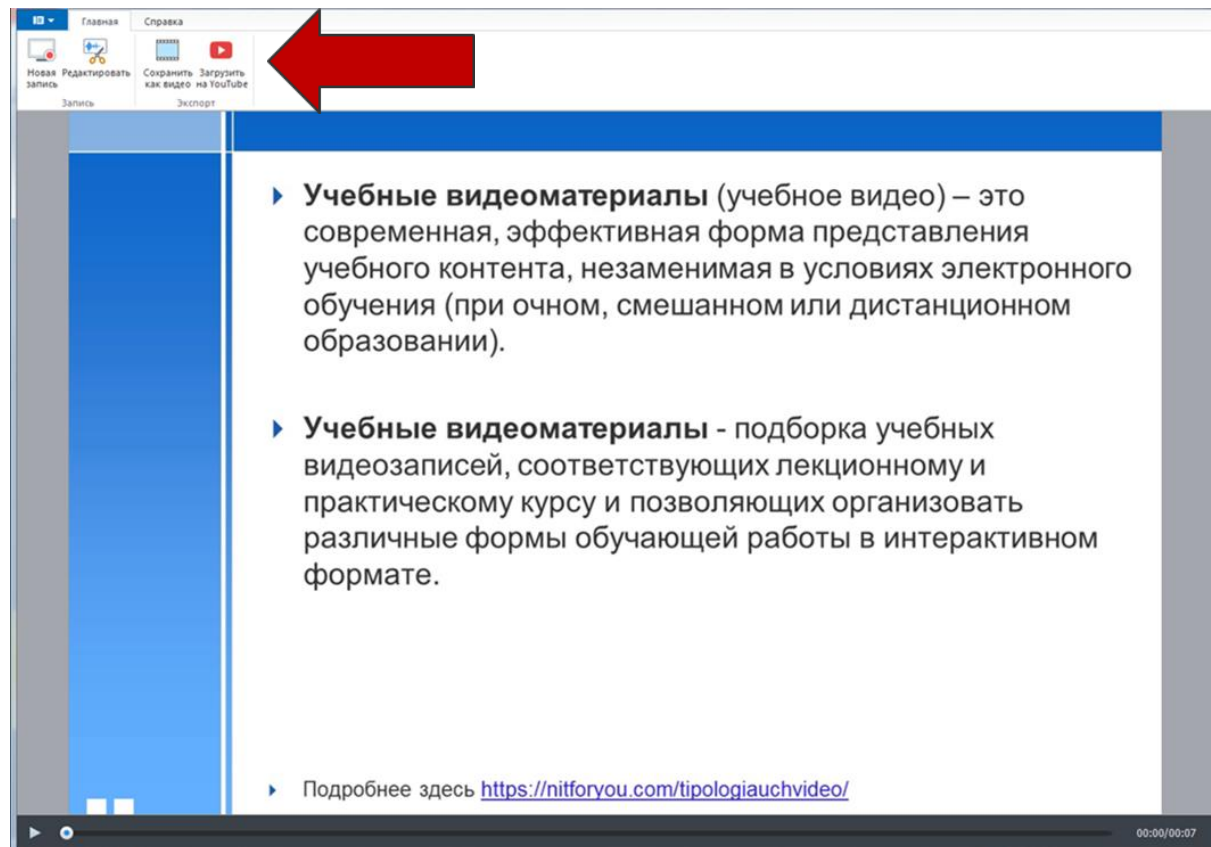 Главная Справка
Новая запись
Редактировать
Сохранить как видео
Загрузить на YouTube
Запись Экспорт
Учебные видеоматериалы (учебное видео) – это
современная, эффективная форма представления
учебного контента, незаменимая в условиях электронного
обучения (при очном, смешанном или дистанционном
образовании).
Учебные видеоматериалы - подборка учебных
видеозаписей, соответствующих лекционному и
практическому курсу и позволяющих организовать
различные формы обучающей работы в интерактивном
формате.
Подробнее здесь https://nitforyou.com/tipologiauchvideo/
00:00/00:07